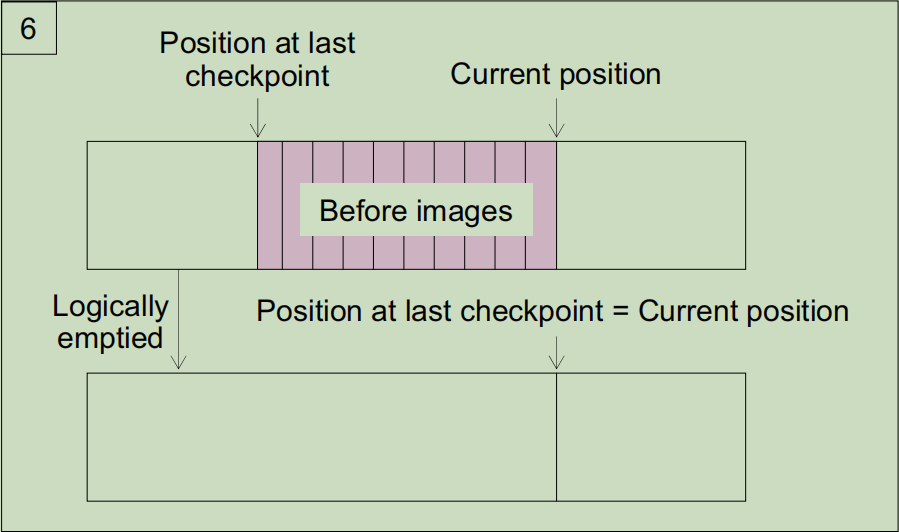 6
Position at last
checkpoint
Current position
Before images
Logically
emptied
Position at last checkpoint = Current position